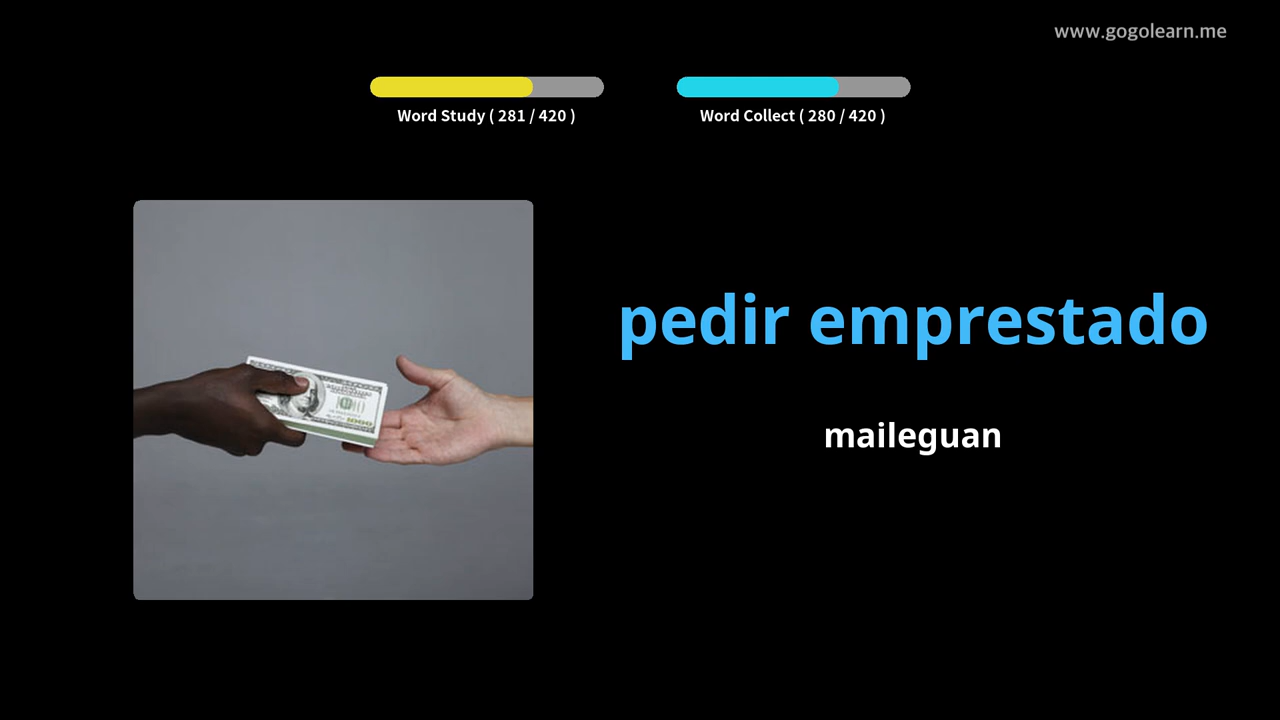 www.gogolearn.me
Word Study ( 281 / 420 )
Word Collect ( 280 / 420 )
pedir emprestado
maileguan